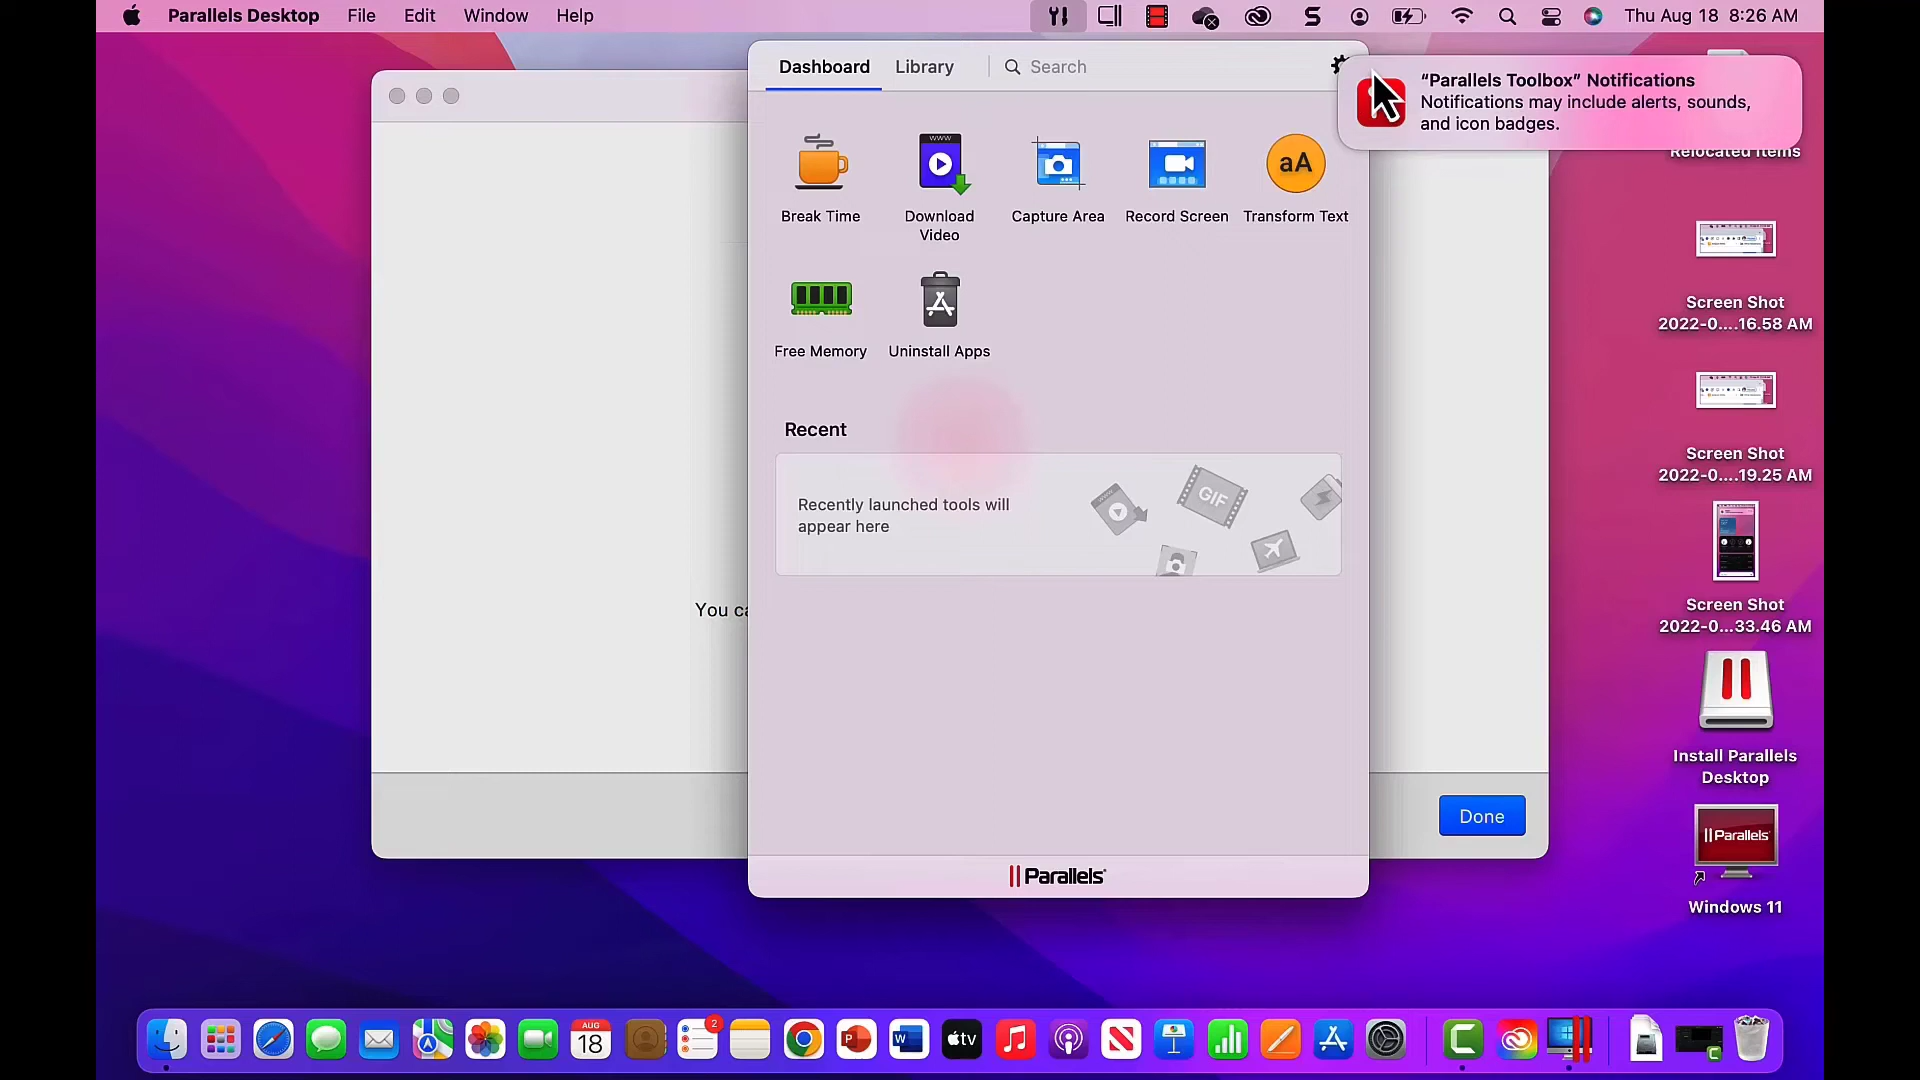 Parallels Desktop File Edit Window Help
Thu Aug 18 8:26 AM
Dashboard Library Search
"Parallels Toolbox" Notifications
Notifications may include alerts, sounds,
and icon badges.
Relocated Items
WWW
aA
Break Time
Download
Video
Capture Area
Record Screen
Transform Text
Free Memory
Uninstall Apps
Recent
Recently launched tools will
appear here
GIF
You ca
Done
Parallels
Screen Shot
2022-0....16.58 AM
Screen Shot
2022-0....19.25 AM
Screen Shot
2022-0...33.46 AM
Install Parallels
Desktop
Parallels
Windows 11
AUG
18
2
tv